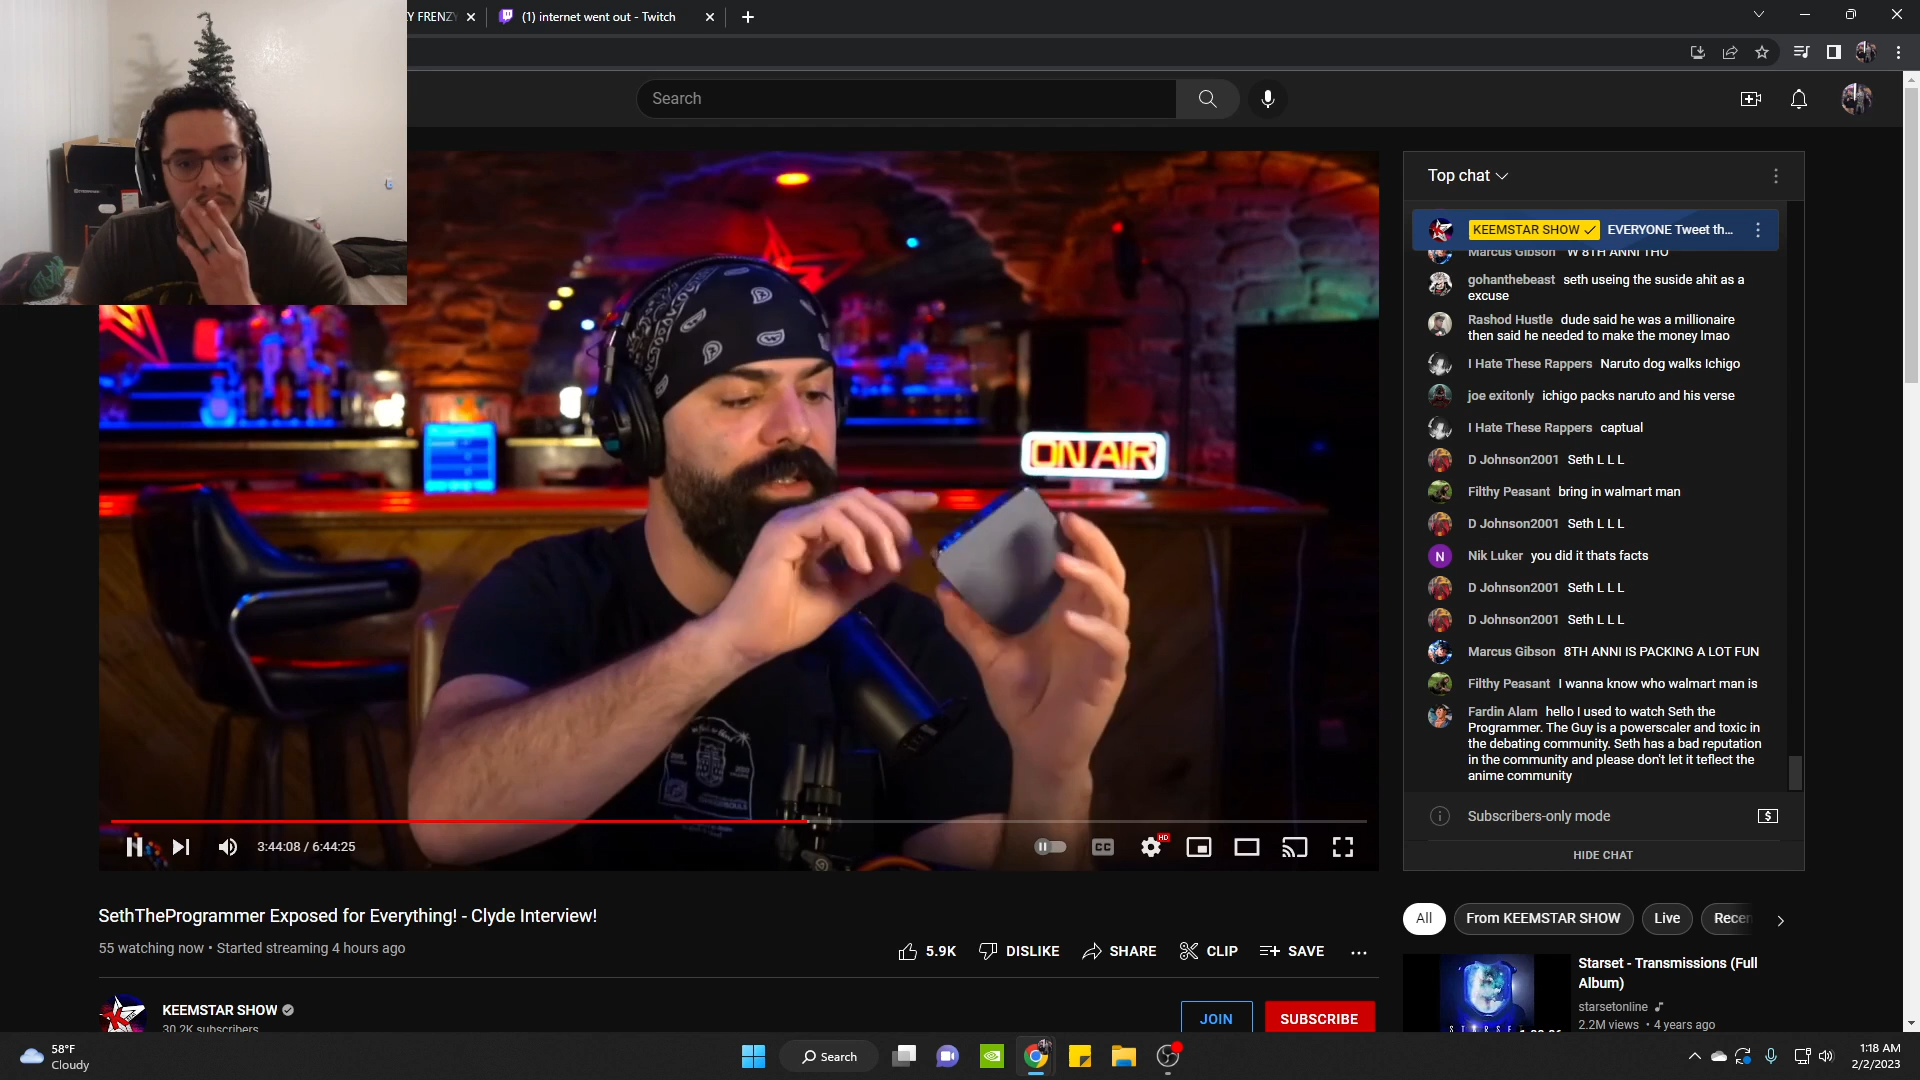 Y FRENZY
(1) internet went out - Twitch
Search
Top chat
KEEMSTAR SHOW EVERYONE Tweet th...
Marcus Gibson W 8TH ANNI THO
gohanthebeast seth useing the suside ahit as a
excuse
Rashod Hustle dude said he was a millionaire
then said he needed to make the money lmao
I Hate These Rappers Naruto dog walks Ichigo
joe exitonly ichigo packs naruto and his verse
I Hate These Rappers captual
D Johnson2001 Seth L L L
Filthy Peasant bring in walmart man
D Johnson2001 Seth L L L
N Nik Luker you did it thats facts
D Johnson2001 Seth L L L
D Johnson2001 Seth L L L
Marcus Gibson 8TH ANNI IS PACKING A LOT FUN
Filthy Peasant I wanna know who walmart man is
Fardin Alam hello I used to watch Seth the
Programmer. The Guy is a powerscaler and toxic in
the debating community. Seth has a bad reputation
in the community and please don't let it teflect the
anime community
Subscribers-only mode
HIDE CHAT
ON AIR
3:44:08 / 6:44:25
CC
HD
SethTheProgrammer Exposed for Everything! - Clyde Interview!
55 watching now • Started streaming 4 hours ago
5.9K DISLIKE SHARE CLIP SAVE ...
KEEMSTAR SHOW
30.2K subscribers
JOIN SUBSCRIBE
All From KEEMSTAR SHOW Live Recen
Starset - Transmissions (Full
Album)
starsetonline
2.2M views • 4 years ago
STARSET
58°F
Cloudy
Search
1:18 AM
2/2/2023